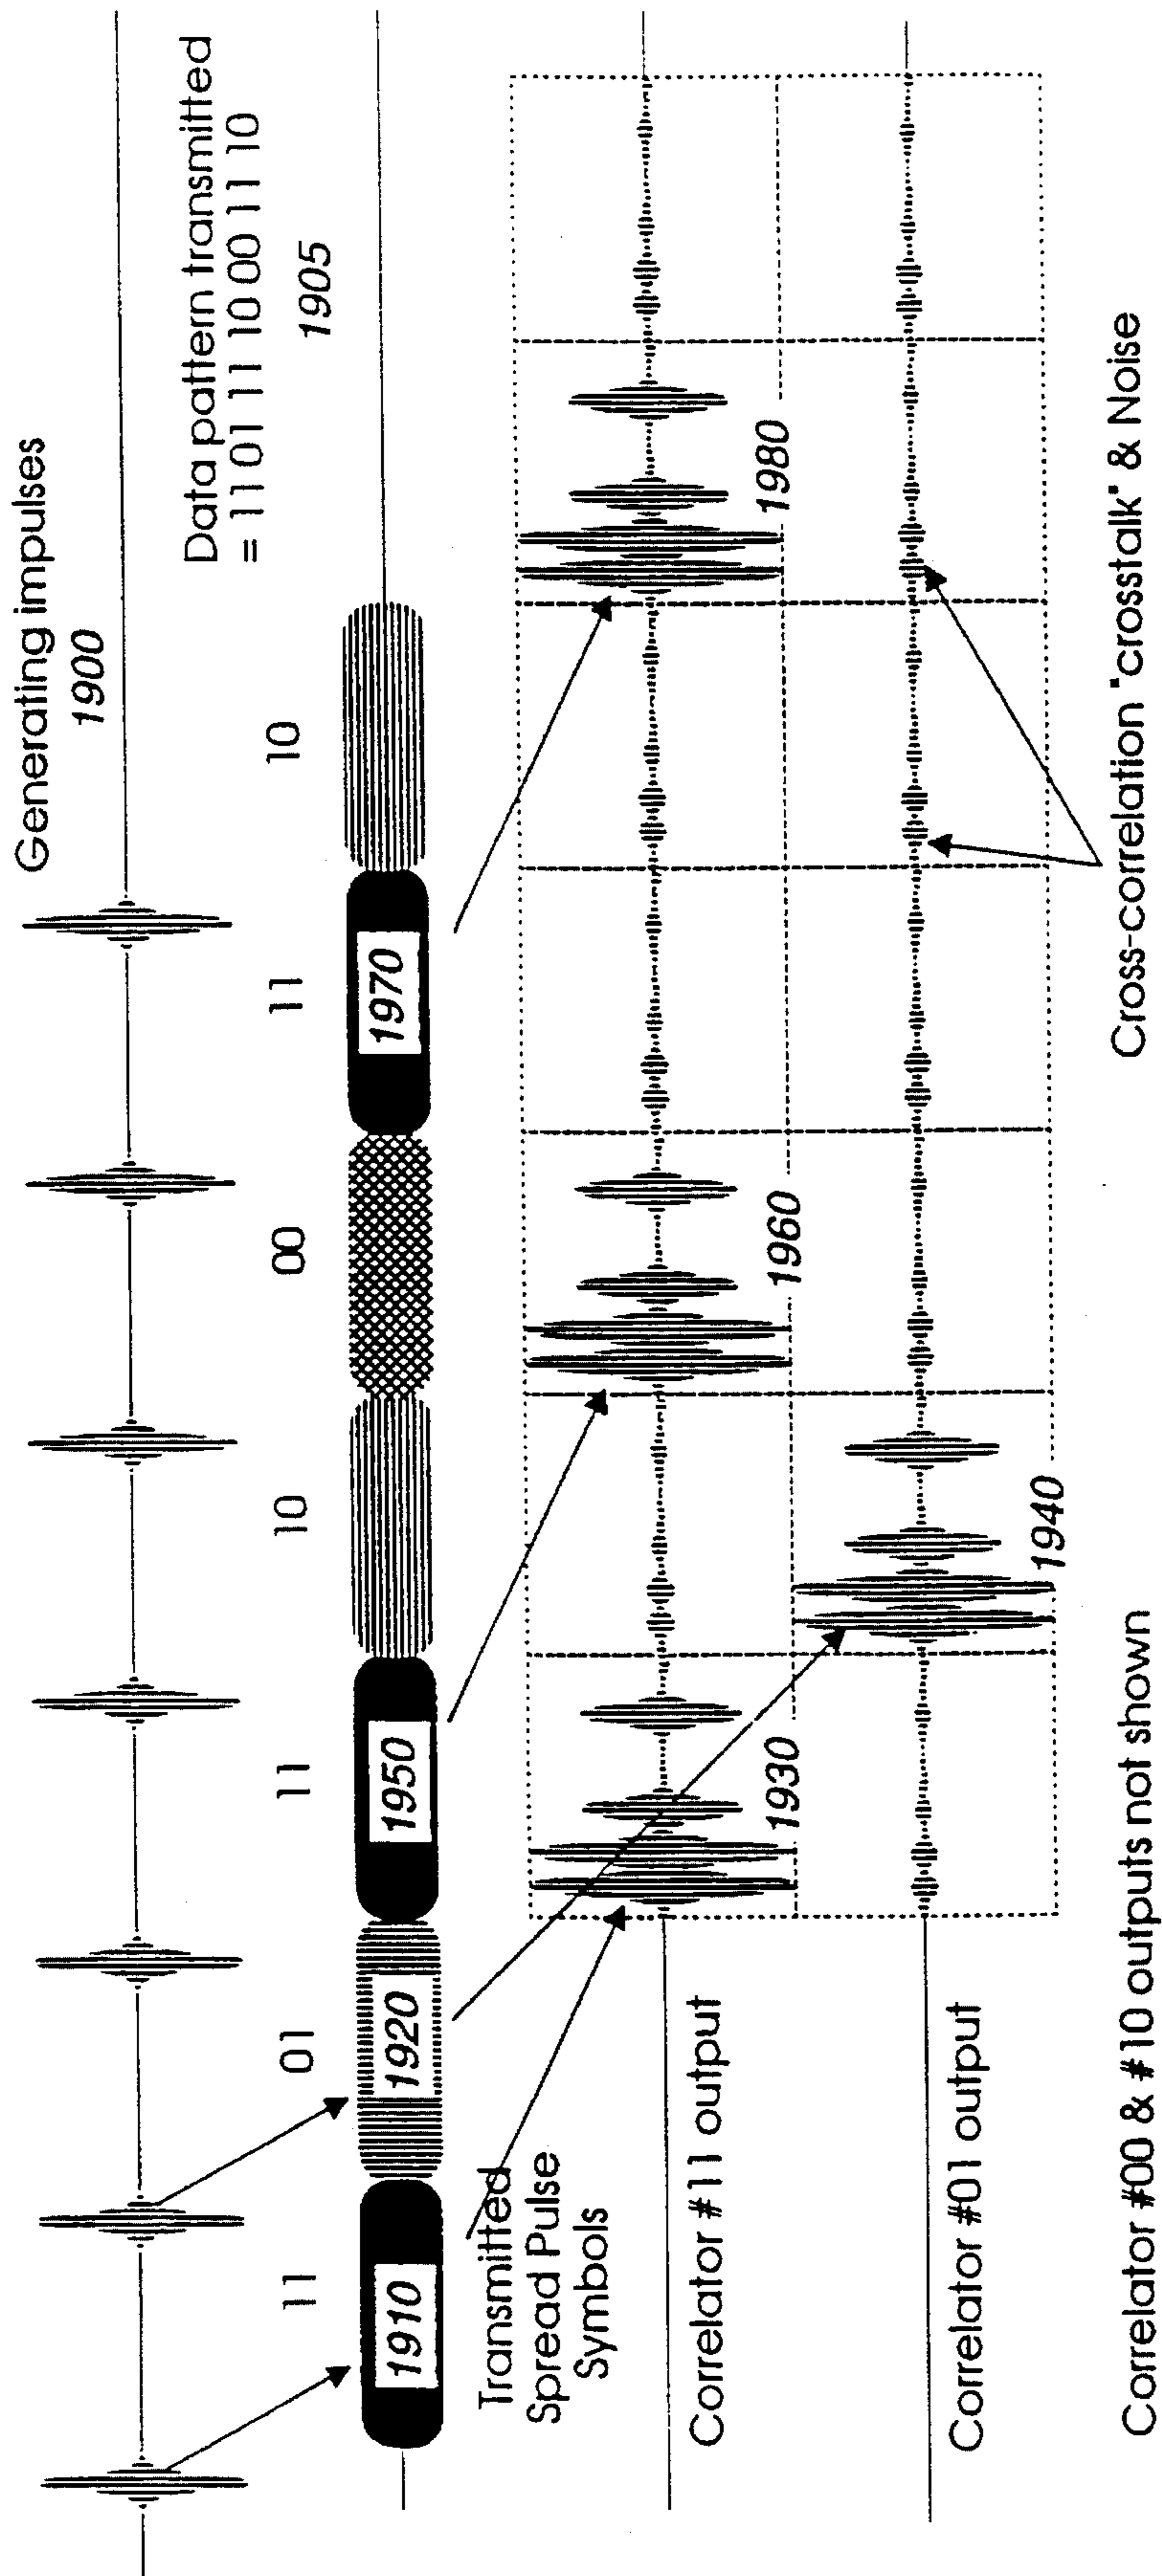 Generating impulses
1900
Data pattern transmitted
= 11 01 11 10 00 11 10
1905
11
01
11
10
00
11
10
1910
1920
1950
1970
Transmitted
Spread Pulse
Symbols
Correlator #11 output
1930
1960
1980
Correlator #01 output
1940
Correlator #00 & #10 outputs not shown
Cross-correlation "crosstalk" & Noise